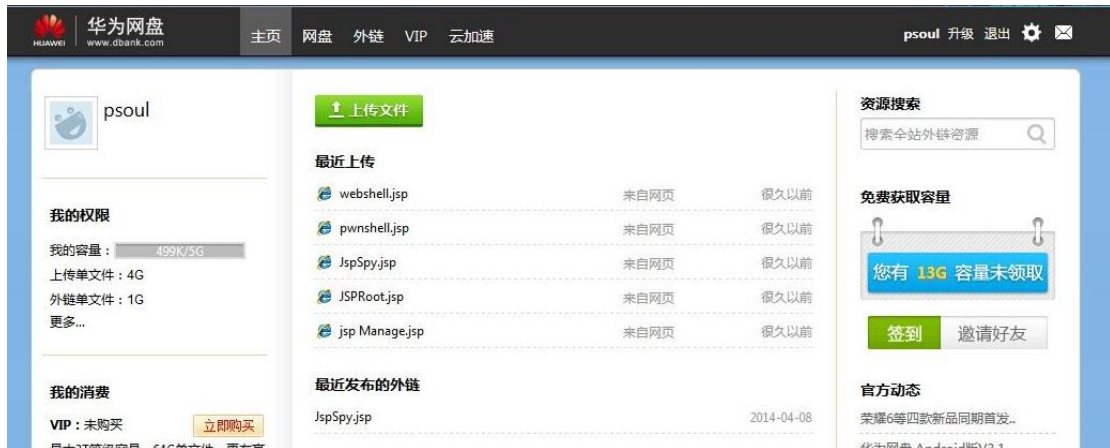 华为网盘
HUAWEI www.dbank.com
主页 网盘 外链 VIP 云加速
psoul 升级 退出
psoul
我的权限
我的容量: 499K/5G
上传单文件:4G
外链单文件:1G
更多...
我的消费
VIP:未购买 立即购买
上传文件
最近上传
webshell.jsp 来自网页 很久以前
pwnshell.jsp 来自网页 很久以前
JspSpy.jsp 来自网页 很久以前
JSPRoot.jsp 来自网页 很久以前
jsp Manage.jsp 来自网页 很久以前
最近发布的外链
JspSpy.jsp 2014-04-08
资源搜索
搜索全站外链资源
免费获取容量
您有 13G 容量未领取
签到 邀请好友
官方动态
荣耀6等四款新品同期首发..